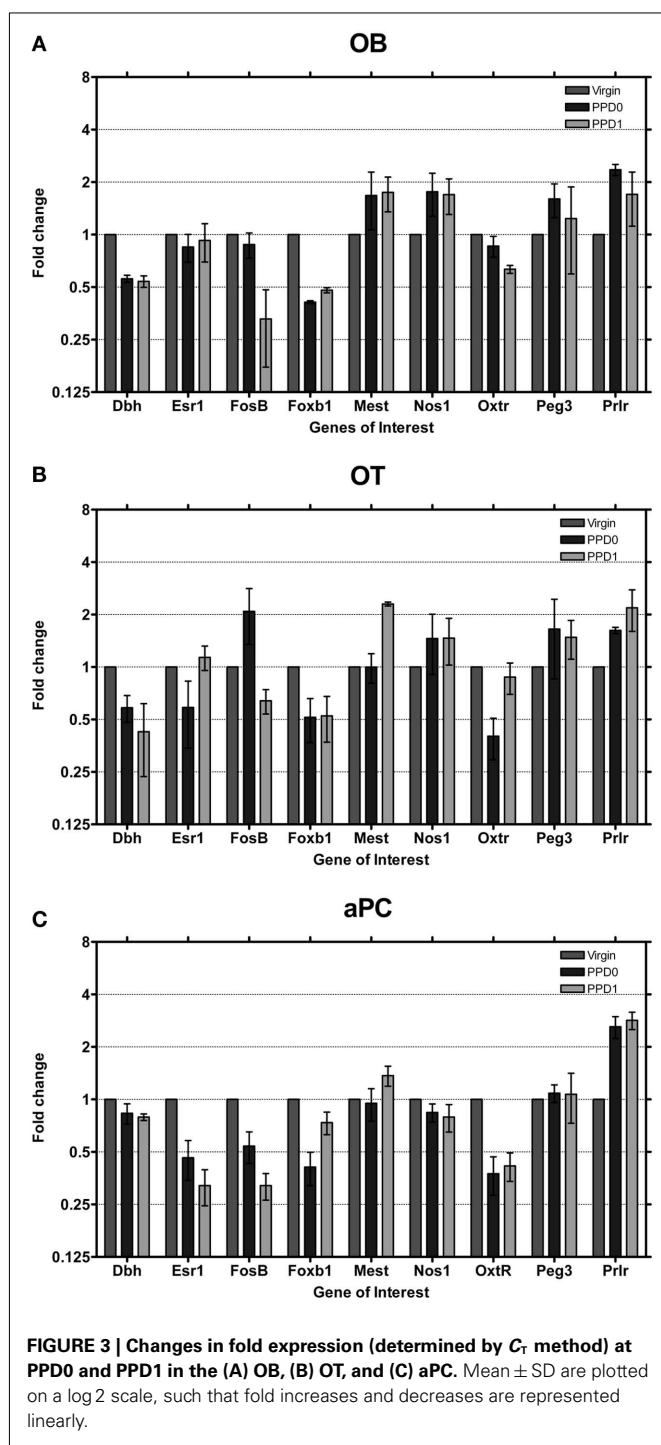 A
OB
8
4
2
1
0.5
0.25
0.125
Fold change
Virgin
PPD0
PPD1
Dbh Esr1 FosB Foxb1 Mest Nos1 Oxtr Peg3 Prlr
Genes of Interest
B
OT
8
4
2
1
0.5
0.25
0.125
Fold change
Virgin
PPD0
PPD1
Dbh Esr1 FosB Foxb1 Mest Nos1 Oxtr Peg3 Prlr
Gene of Interest
C
aPC
8
4
2
1
0.5
0.25
0.125
Fold change
Virgin
PPD0
PPD1
Dbh Esr1 FosB Foxb1 Mest Nos1 OxtR Peg3 Prlr
Gene of Interest
FIGURE 3 | Changes in fold expression (determined by CT method) at
PPD0 and PPD1 in the (A) OB, (B) OT, and (C) aPC. Mean ± SD are plotted
on a log 2 scale, such that fold increases and decreases are represented
linearly.